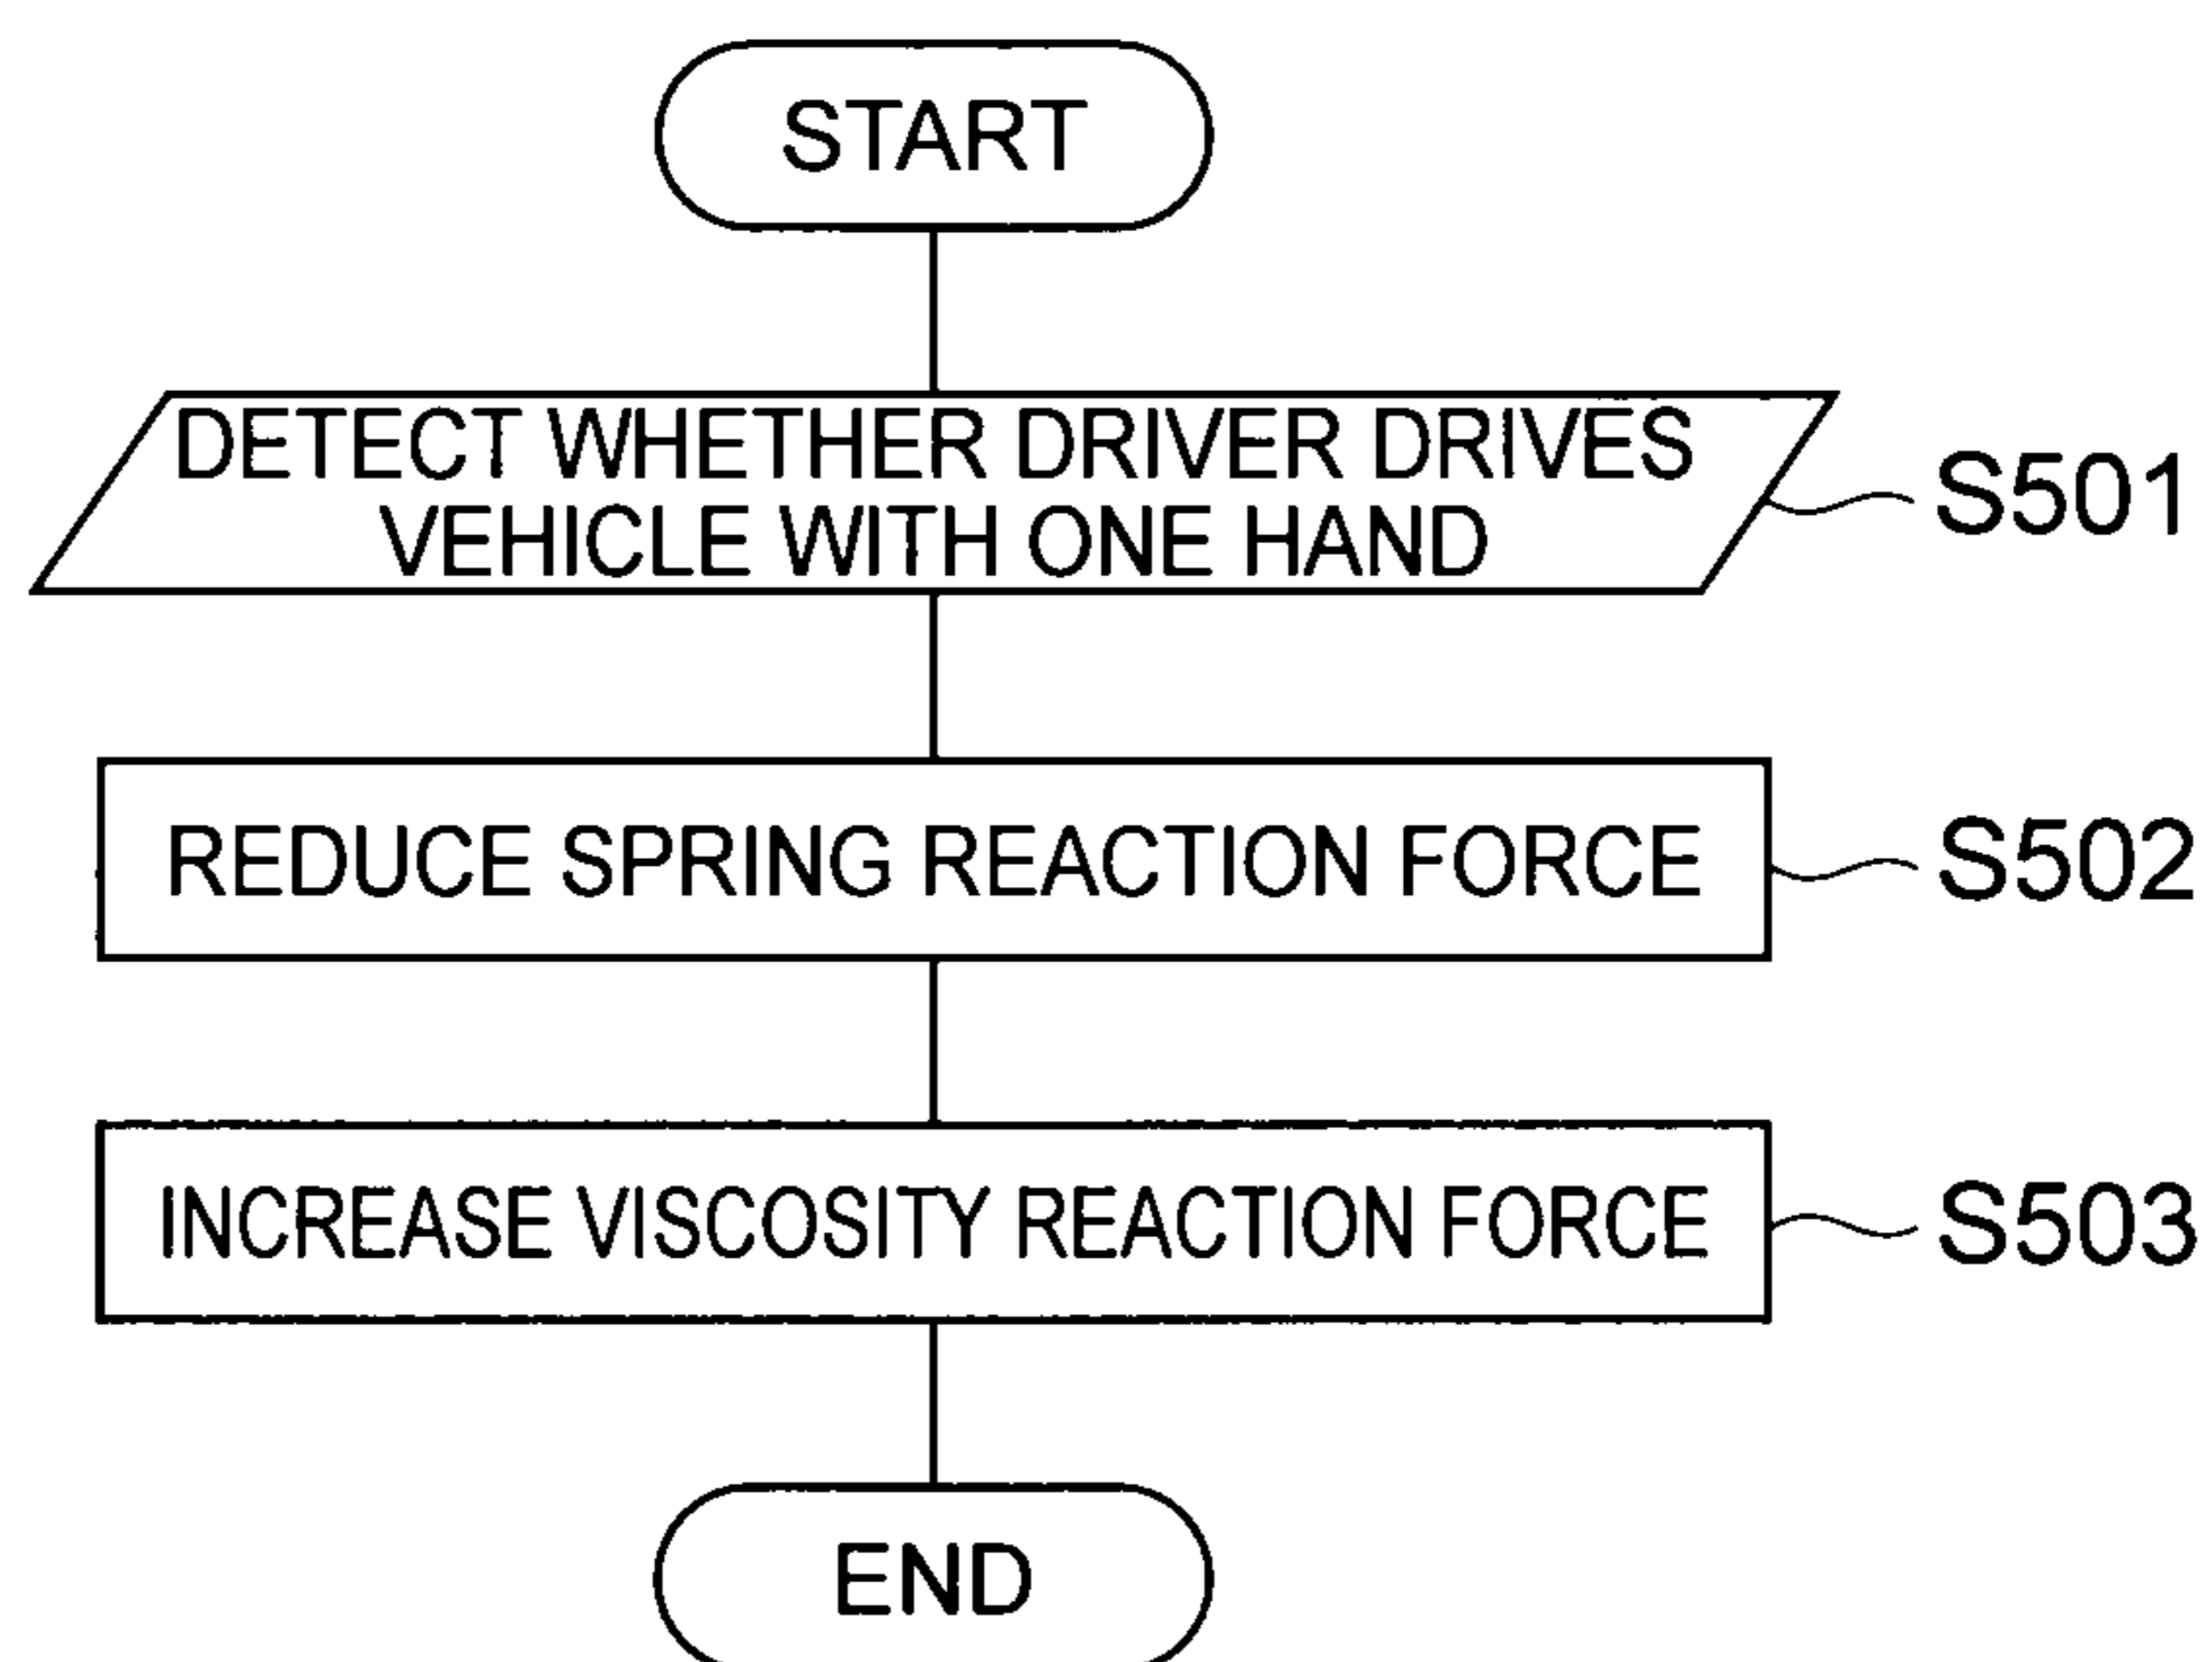 START
DETECT WHETHER DRIVER DRIVES
VEHICLE WITH ONE HAND
S501
REDUCE SPRING REACTION FORCE
S502
INCREASE VISCOSITY REACTION FORCE
S503
END